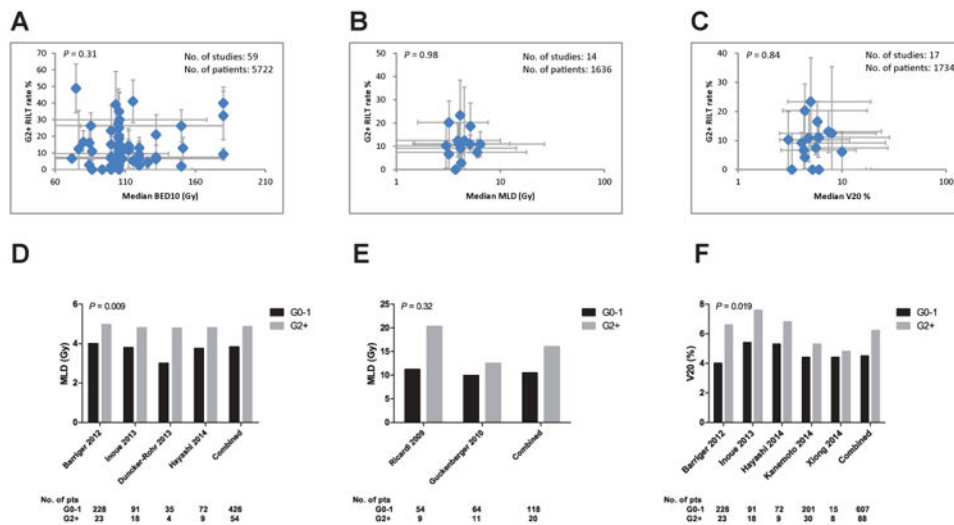 A
P = 0.31
No. of studies: 59
No. of patients: 5722
G2+ RILT rate %
70
60
50
40
30
20
10
0
60 110 160 210
Median BED10 (Gy)
B
P = 0.98
No. of studies: 14
No. of patients: 1636
G2+ RILT rate %
50
40
30
20
10
0
1 10 100
Median MLD (Gy)
C
P = 0.84
No. of studies: 17
No. of patients: 1734
G2+ RILT rate %
50
40
30
20
10
0
1 10 100
Median V20 %
D
P = 0.009
G0-1
G2+
MLD (Gy)
6
4
2
0
Barriger 2012
Inoue 2013
Duncker-Rohr 2013
Hayashi 2014
Combined
No. of pts
G0-1 228 91 35 72 426
G2+ 23 18 4 9 54
E
P = 0.32
G0-1
G2+
MLD (Gy)
25
20
15
10
5
0
Ricardi 2009
Guckenberger 2010
Combined
No. of pts
G0-1 54 64 118
G2+ 9 11 20
F
P = 0.019
G0-1
G2+
V20 (%)
8
6
4
2
0
Barriger 2012
Inoue 2013
Hayashi 2014
Kanemoto 2014
Xiong 2014
Combined
No. of pts
G0-1 228 91 72 201 15 607
G2+ 23 18 9 30 8 88